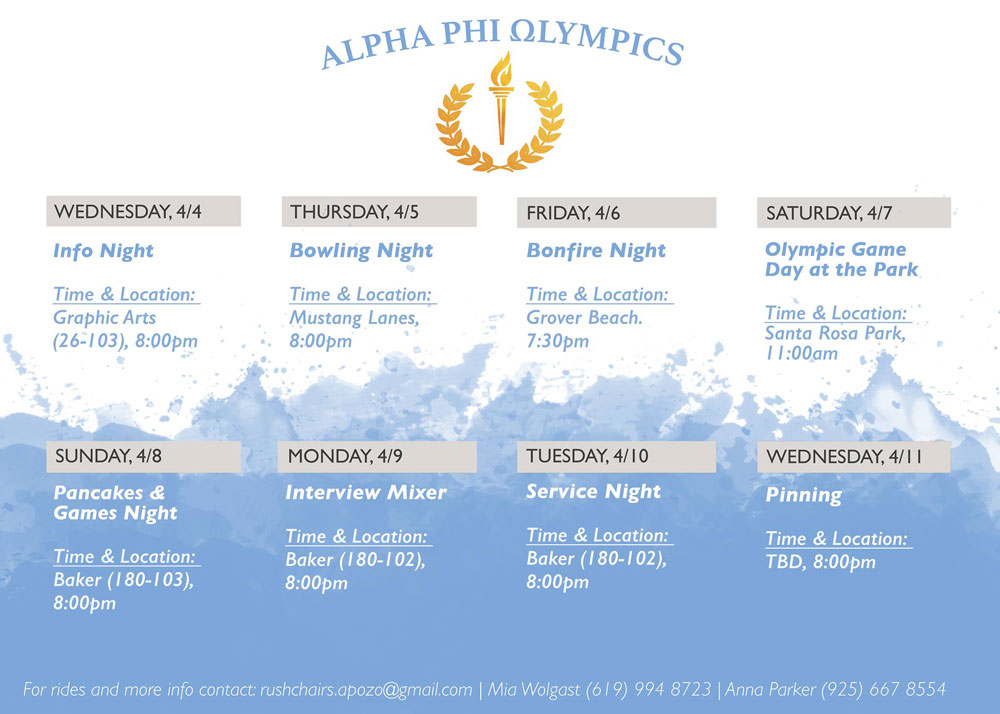 ALPHA PHI ΩLYMPICS
WEDNESDAY, 4/4
Info Night
Time & Location:
Graphic Arts
(26-103), 8:00pm
THURSDAY, 4/5
Bowling Night
Time & Location:
Mustang Lanes,
8:00pm
FRIDAY, 4/6
Bonfire Night
Time & Location:
Grover Beach.
7:30pm
SATURDAY, 4/7
Olympic Game
Day at the Park
Time & Location:
Santa Rosa Park,
11:00am
SUNDAY, 4/8
Pancakes &
Games Night
Time & Location:
Baker (180-103),
8:00pm
MONDAY, 4/9
Interview Mixer
Time & Location:
Baker (180-102),
8:00pm
TUESDAY, 4/10
Service Night
Time & Location:
Baker (180-102),
8:00pm
WEDNESDAY, 4/11
Pinning
Time & Location:
TBD, 8:00pm
For rides and more info contact: rushchairs.apozo@gmail.com | Mia Wolgast (619) 994 8723 | Anna Parker (925) 667 8554